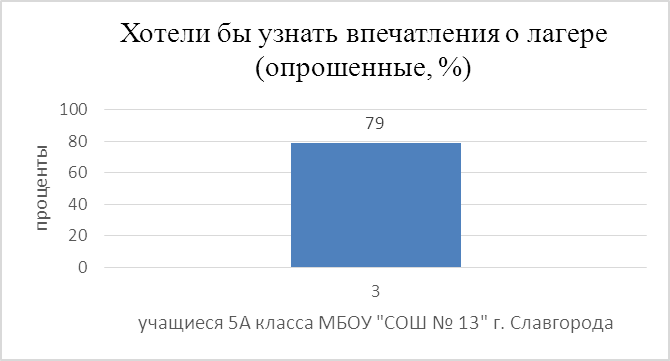 Хотели бы узнать впечатления о лагере
(опрошенные, %)
100
80
60
40
20
0
проценты
79
3
учащиеся 5А класса МБОУ "СОШ № 13" г. Славгорода